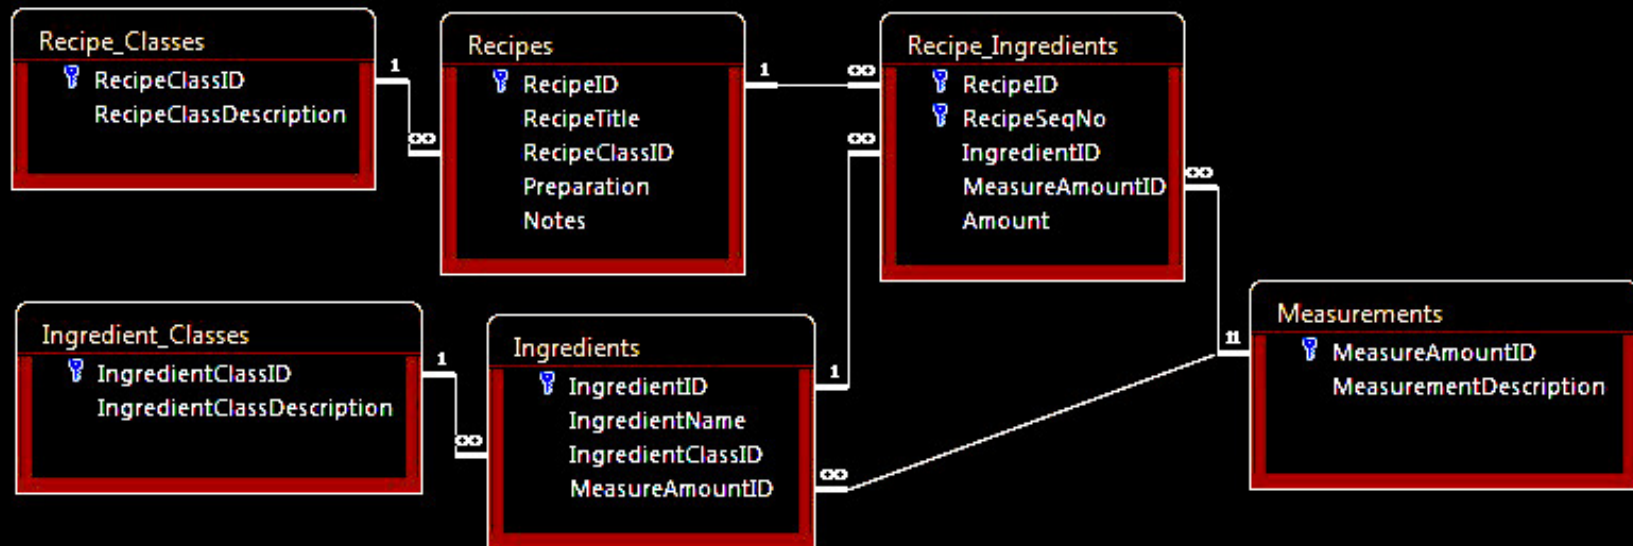 Recipe_Classes
RecipeClassID
RecipeClassDescription
1
∞
Recipes
RecipeID
RecipeTitle
RecipeClassID
Preparation
Notes
1
∞
∞
Recipe_Ingredients
RecipeID
RecipeSeqNo
IngredientID
MeasureAmountID
Amount
∞
Ingredient_Classes
IngredientClassID
IngredientClassDescription
1
∞
Ingredients
IngredientID
IngredientName
IngredientClassID
MeasureAmountID
1
∞
11
Measurements
MeasureAmountID
MeasurementDescription